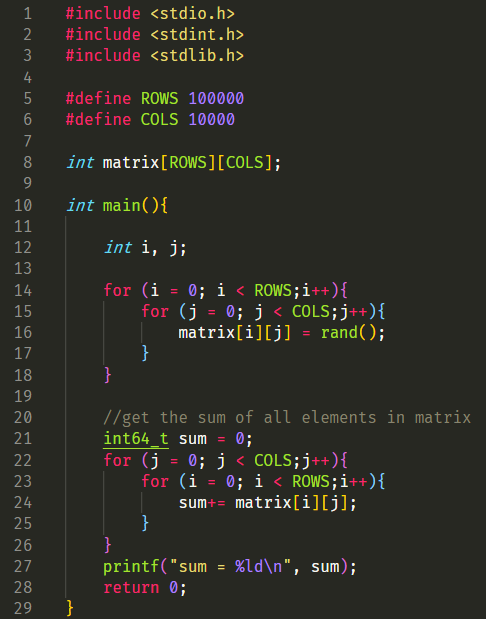 1 #include <stdio.h>
2 #include <stdint.h>
3 #include <stdlib.h>
4
5 #define ROWS 100000
6 #define COLS 10000
7
8 int matrix[ROWS][COLS];
9
10 int main(){
11
12     int i, j;
13
14     for (i = 0; i < ROWS;i++){
15         for (j = 0; j < COLS;j++){
16             matrix[i][j] = rand();
17         }
18     }
19
20     //get the sum of all elements in matrix
21     int64_t sum = 0;
22     for (j = 0; j < COLS;j++){
23         for (i = 0; i < ROWS;i++){
24             sum+= matrix[i][j];
25         }
26     }
27     printf("sum = %ld\n", sum);
28     return 0;
29 }